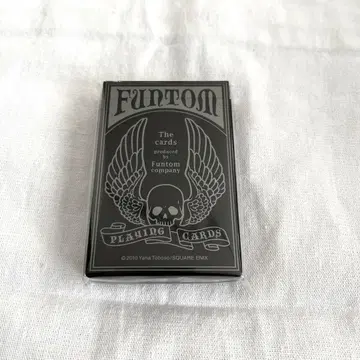 FUNTOM
The
cards
produced
by
Funtom
company
PLAYING CARDS
©2010 Yana Toboso/SQUARE ENIX